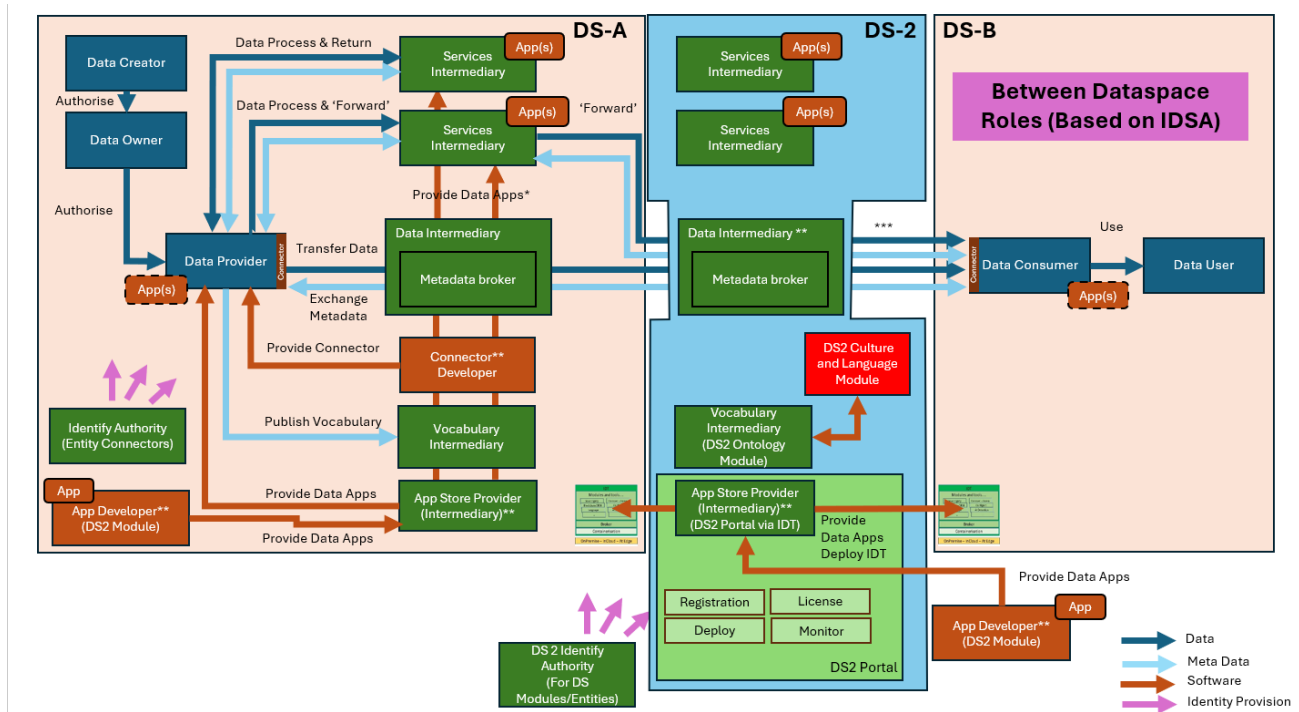 DS-A
DS-2
DS-B
Data Creator
Authorise
Data Owner
Authorise
Data Process & Return
Services
Intermediary
App(s)
Data Process & 'Forward'
Services
Intermediary
App(s)
'Forward'
Services
Intermediary
App(s)
Services
Intermediary
App(s)
Between Dataspace
Roles (Based on IDSA)
Provide Data Apps*
Data Provider
Connector
App(s)
Transfer Data
Exchange
Metadata
Data Intermediary
Metadata broker
Data Intermediary **
Metadata broker
***
Connector
Data Consumer
App(s)
Use
Data User
Provide Connector
Connector**
Developer
DS2 Culture
and Language
Module
Identify Authority
(Entity Connectors)
Publish Vocabulary
Vocabulary
Intermediary
Vocabulary
Intermediary
(DS2 Ontology
Module)
App
App Developer**
(DS2 Module)
Provide Data Apps
Provide Data Apps
App Store Provider
(Intermediary)**
App Store Provider
(Intermediary)**
(DS2 Portal via IDT)
Provide
Data Apps
Deploy IDT
Provide Data Apps
Registration
License
Deploy
Monitor
DS2 Portal
App
App Developer**
(DS2 Module)
DS 2 Identify
Authority
(For DS
Modules/Entities)
Data
Meta Data
Software
Identity Provision